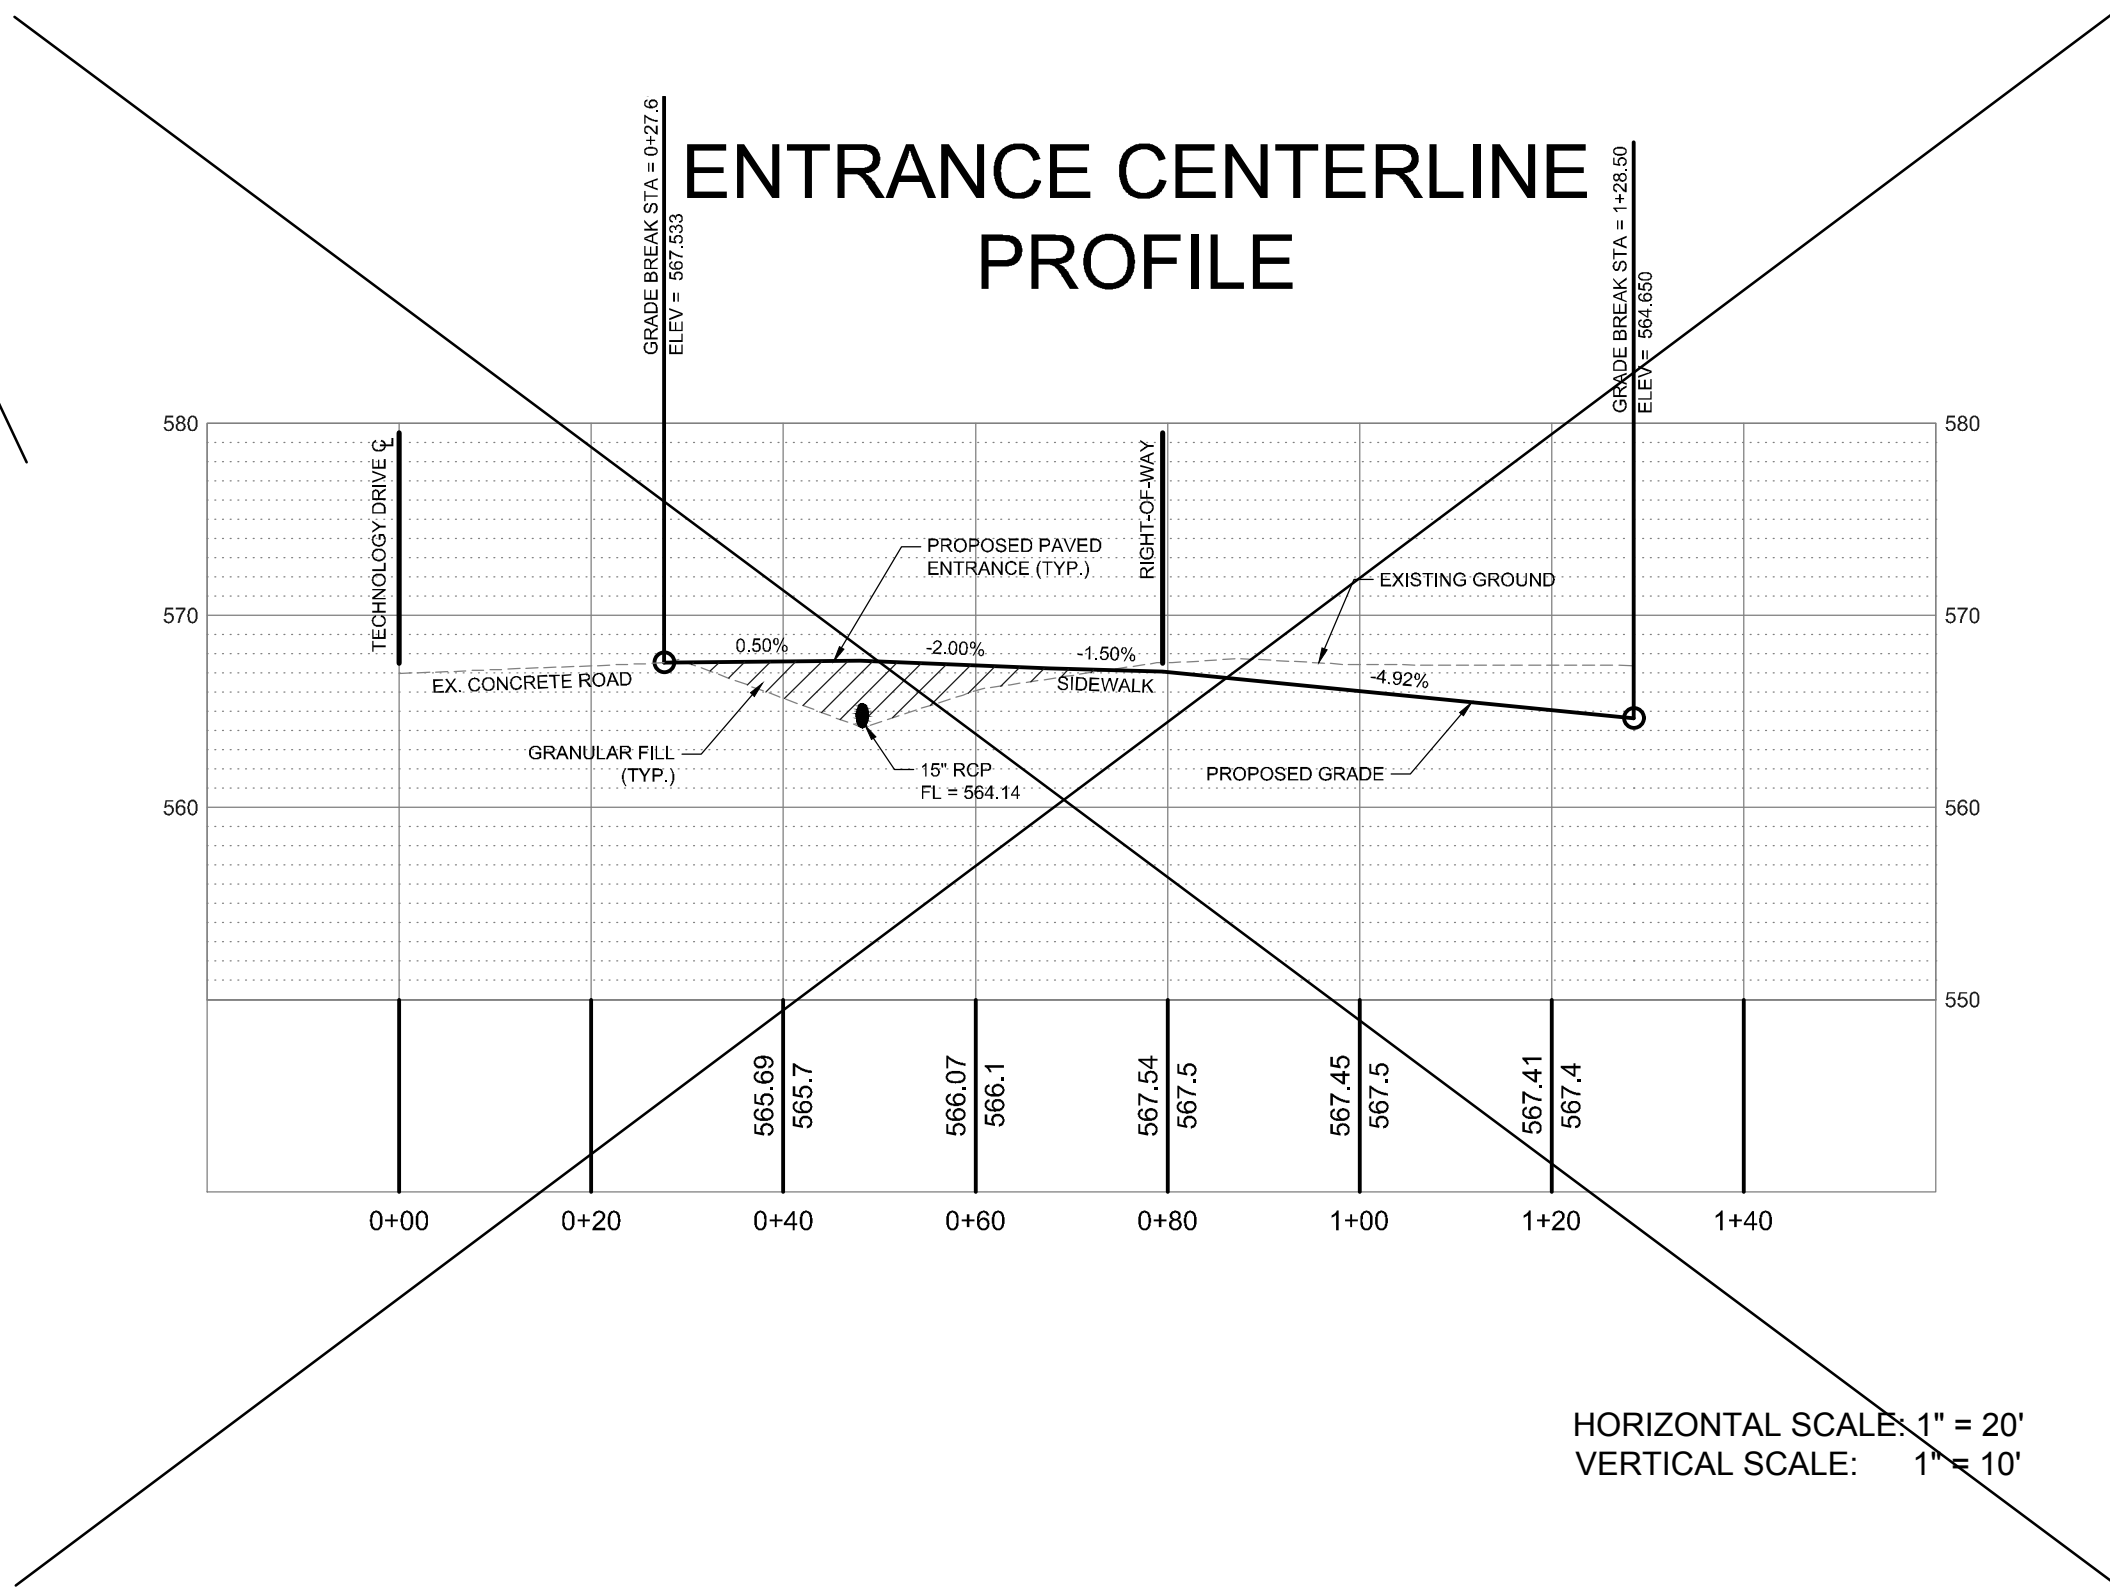 ENTRANCE CENTERLINE
PROFILE
GRADE BREAK STA = 0+27.6
ELEV = 567.533
GRADE BREAK STA = 1+28.50
ELEV = 564.650
580
580
TECHNOLOGY DRIVE CL
RIGHT-OF-WAY
PROPOSED PAVED
ENTRANCE (TYP.)
EXISTING GROUND
570
570
0.50%
-2.00%
-1.50%
-4.92%
EX. CONCRETE ROAD
SIDEWALK
GRANULAR FILL
(TYP.)
15" RCP
FL = 564.14
PROPOSED GRADE
560
560
550
565.69
565.7
566.07
566.1
567.54
567.5
567.45
567.5
567.41
567.4
0+00
0+20
0+40
0+60
0+80
1+00
1+20
1+40
HORIZONTAL SCALE: 1" = 20'
VERTICAL SCALE: 1" = 10'